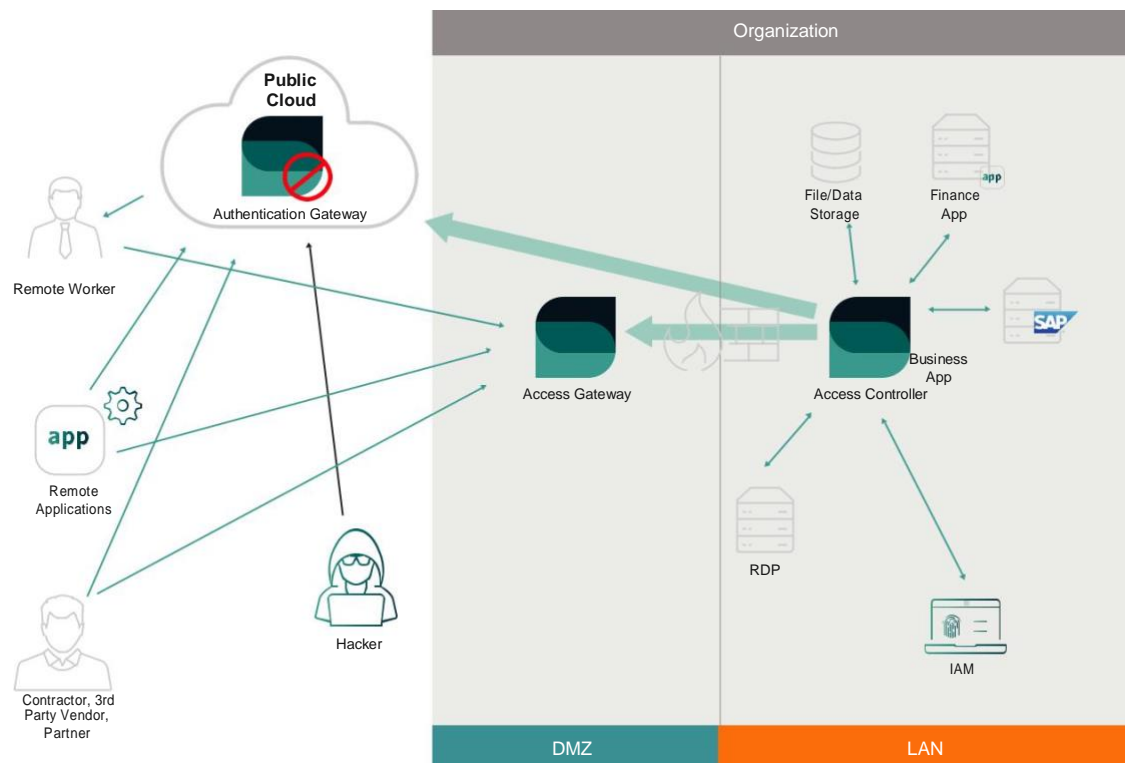 Organization
Public
Cloud
Authentication Gateway
File/Data
Storage
app
Finance
App
Remote Worker
SAP
Business
App
Access Gateway
Access Controller
app
Remote
Applications
RDP
Hacker
IAM
Contractor, 3rd
Party Vendor,
Partner
DMZ
LAN